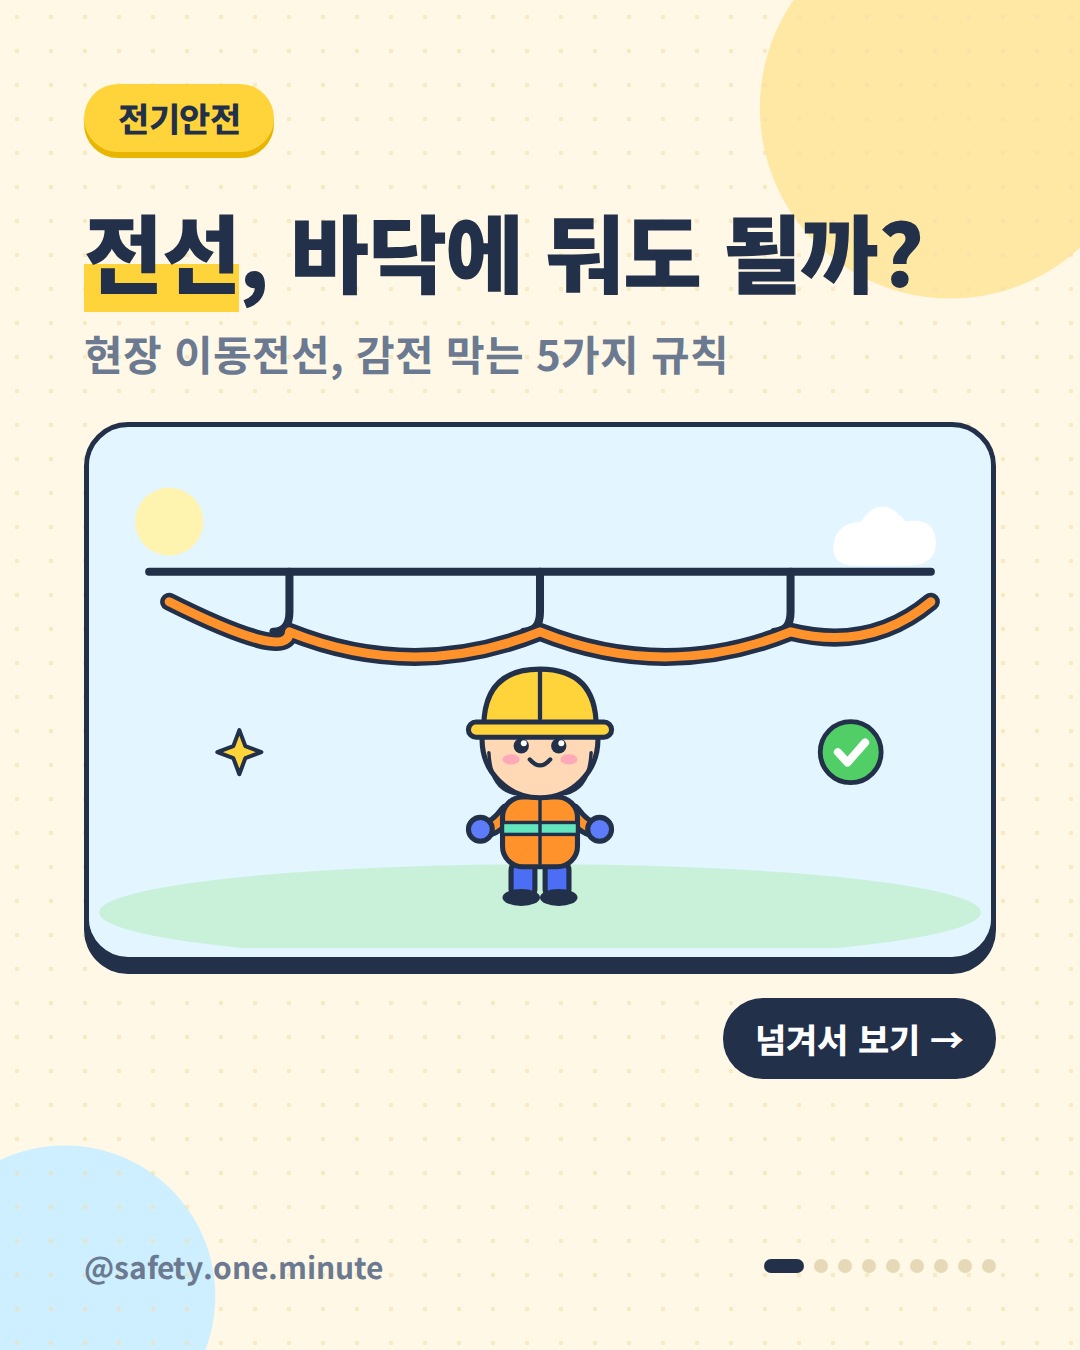 전기안전
전선, 바닥에 둬도 될까?
현장 이동전선, 감전 막는 5가지 규칙
넘겨서 보기 →
@safety.one.minute